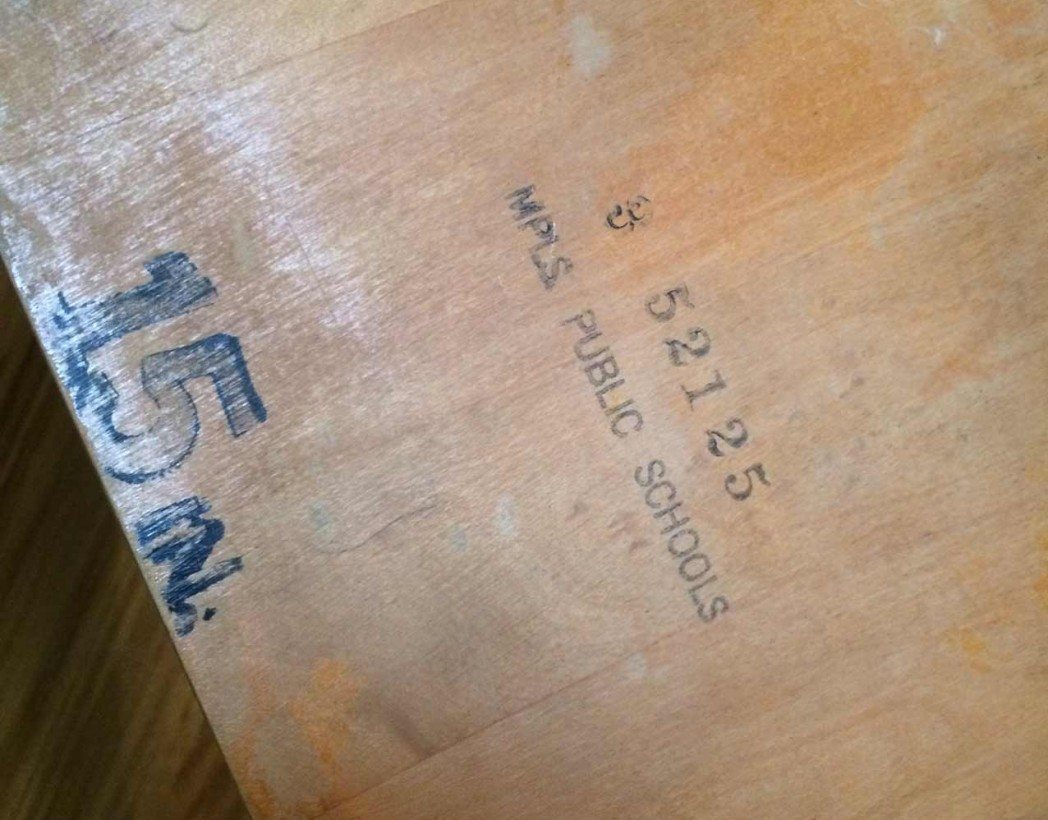 3 52125
MPLS. PUBLIC SCHOOLS
15 IN.